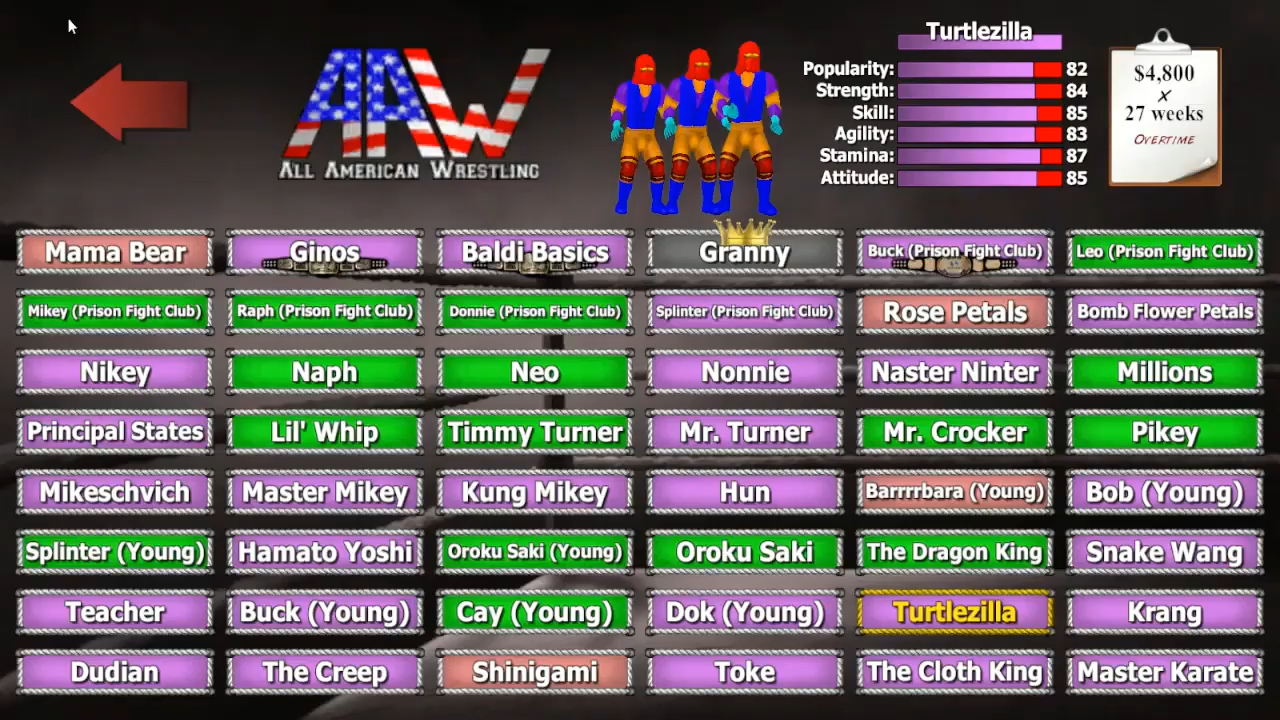 AAW
ALL AMERICAN WRESTLING
Turtlezilla
Popularity: 82
Strength: 84
Skill: 85
Agility: 83
Stamina: 87
Attitude: 85
$4,800
x
27 weeks
OVERTIME
Mama Bear
Ginos
Baldi Basics
Granny
Buck (Prison Fight Club)
Leo (Prison Fight Club)
Mikey (Prison Fight Club)
Raph (Prison Fight Club)
Donnie (Prison Fight Club)
Splinter (Prison Fight Club)
Rose Petals
Bomb Flower Petals
Nikey
Naph
Neo
Nonnie
Naster Ninter
Millions
Principal States
Lil' Whip
Timmy Turner
Mr. Turner
Mr. Crocker
Pikey
Mikeschvich
Master Mikey
Kung Mikey
Hun
Barrrrbara (Young)
Bob (Young)
Splinter (Young)
Hamato Yoshi
Oroku Saki (Young)
Oroku Saki
The Dragon King
Snake Wang
Teacher
Buck (Young)
Cay (Young)
Dok (Young)
Turtlezilla
Krang
Dudian
The Creep
Shinigami
Toke
The Cloth King
Master Karate